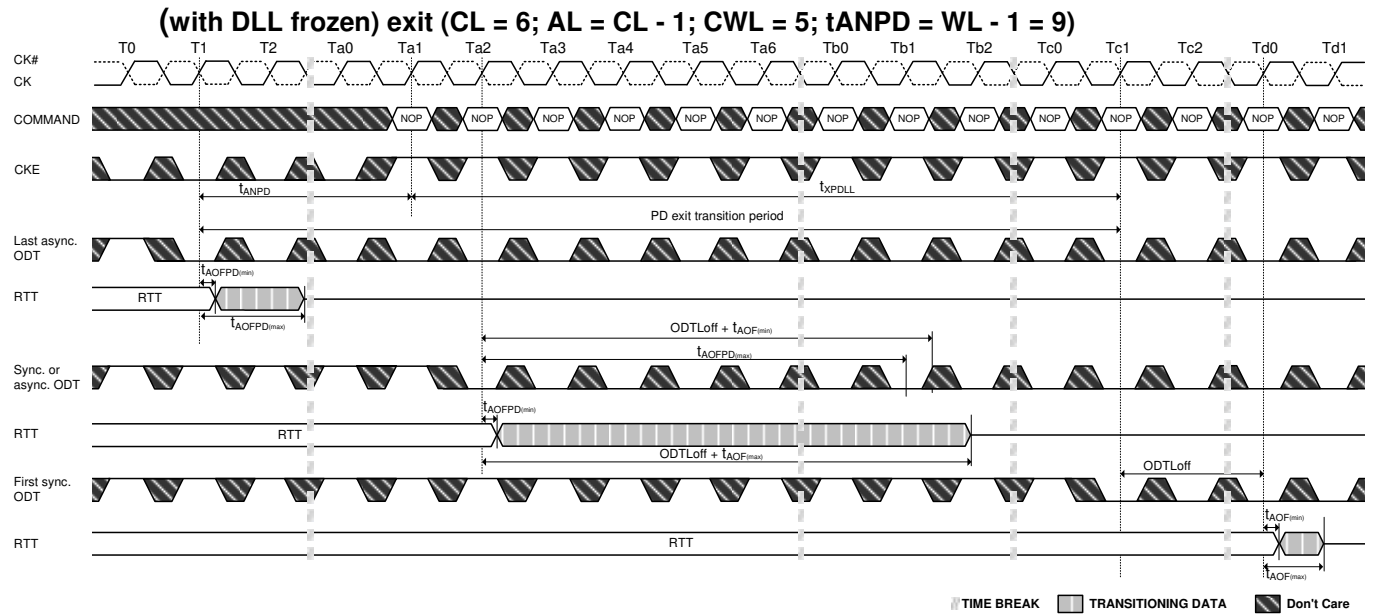 (with DLL frozen) exit (CL = 6; AL = CL - 1; CWL = 5; tANPD = WL - 1 = 9)
T0 T1 T2 Ta0 Ta1 Ta2 Ta3 Ta4 Ta5 Ta6 Tb0 Tb1 Tb2 Tc0 Tc1 Tc2 Td0 Td1
CK#
CK
COMMAND NOP NOP NOP NOP NOP NOP NOP NOP NOP NOP NOP NOP NOP NOP
CKE
tANPD tXPDLL
PD exit transition period
Last async.
ODT
tAOFPD(min)
RTT RTT
tAOFPD(max)
ODTLoff + tAOF(min)
tAOFPD(max)
Sync. or
async. ODT
tAOFPD(min)
RTT RTT
ODTLoff + tAOF(max)
ODTLoff
First sync.
ODT
tAOF(min)
RTT RTT
tAOF(max)
TIME BREAK TRANSITIONING DATA Don't Care